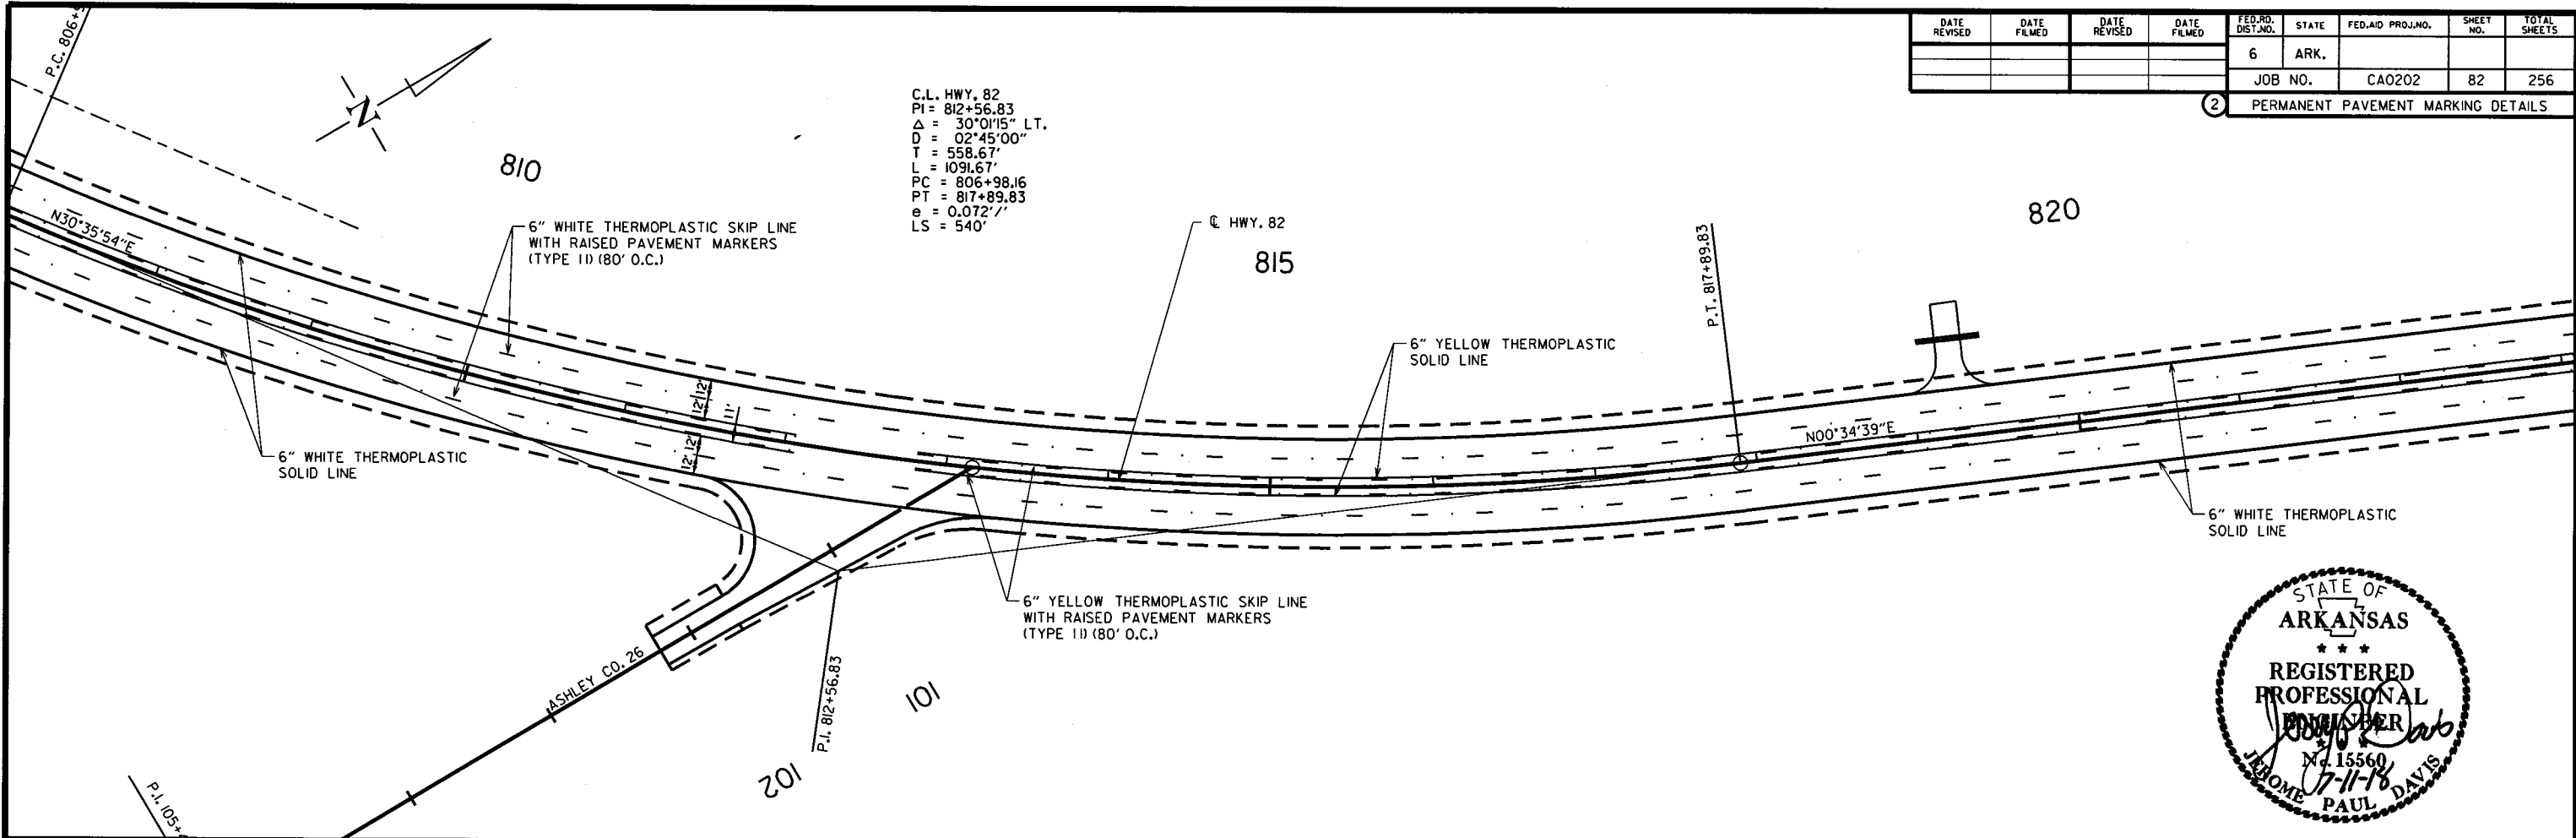 P.C. 806+9
N
810
C.L. HWY. 82
PI = 812+56.83
Δ = 30°01'15" LT.
D = 02°45'00"
T = 558.67'
L = 1091.67'
PC = 806+98.16
PT = 817+89.83
e = 0.072'/'
LS = 540'
DATE REVISED
DATE FILMED
DATE REVISED
DATE FILMED
FED.RD. DIST.NO.
STATE
FED.AID PROJ.NO.
SHEET NO.
TOTAL SHEETS
6
ARK.
JOB NO.
CA0202
82
256
2
PERMANENT PAVEMENT MARKING DETAILS
N30°35'54"E
6" WHITE THERMOPLASTIC SKIP LINE
WITH RAISED PAVEMENT MARKERS
(TYPE II) (80' O.C.)
℄ HWY. 82
815
P.T. 817+89.83
820
6" YELLOW THERMOPLASTIC
SOLID LINE
12' 12'
11'
12' 12'
N00°34'39"E
6" WHITE THERMOPLASTIC
SOLID LINE
6" WHITE THERMOPLASTIC
SOLID LINE
6" YELLOW THERMOPLASTIC SKIP LINE
WITH RAISED PAVEMENT MARKERS
(TYPE II) (80' O.C.)
ASHLEY CO. 26
P.I. 812+56.83
101
102
P.I. 105+
STATE OF
ARKANSAS
* * *
REGISTERED
PROFESSIONAL
ENGINEER
* * *
No. 15560
7-11-18
JEROME PAUL DAVIS